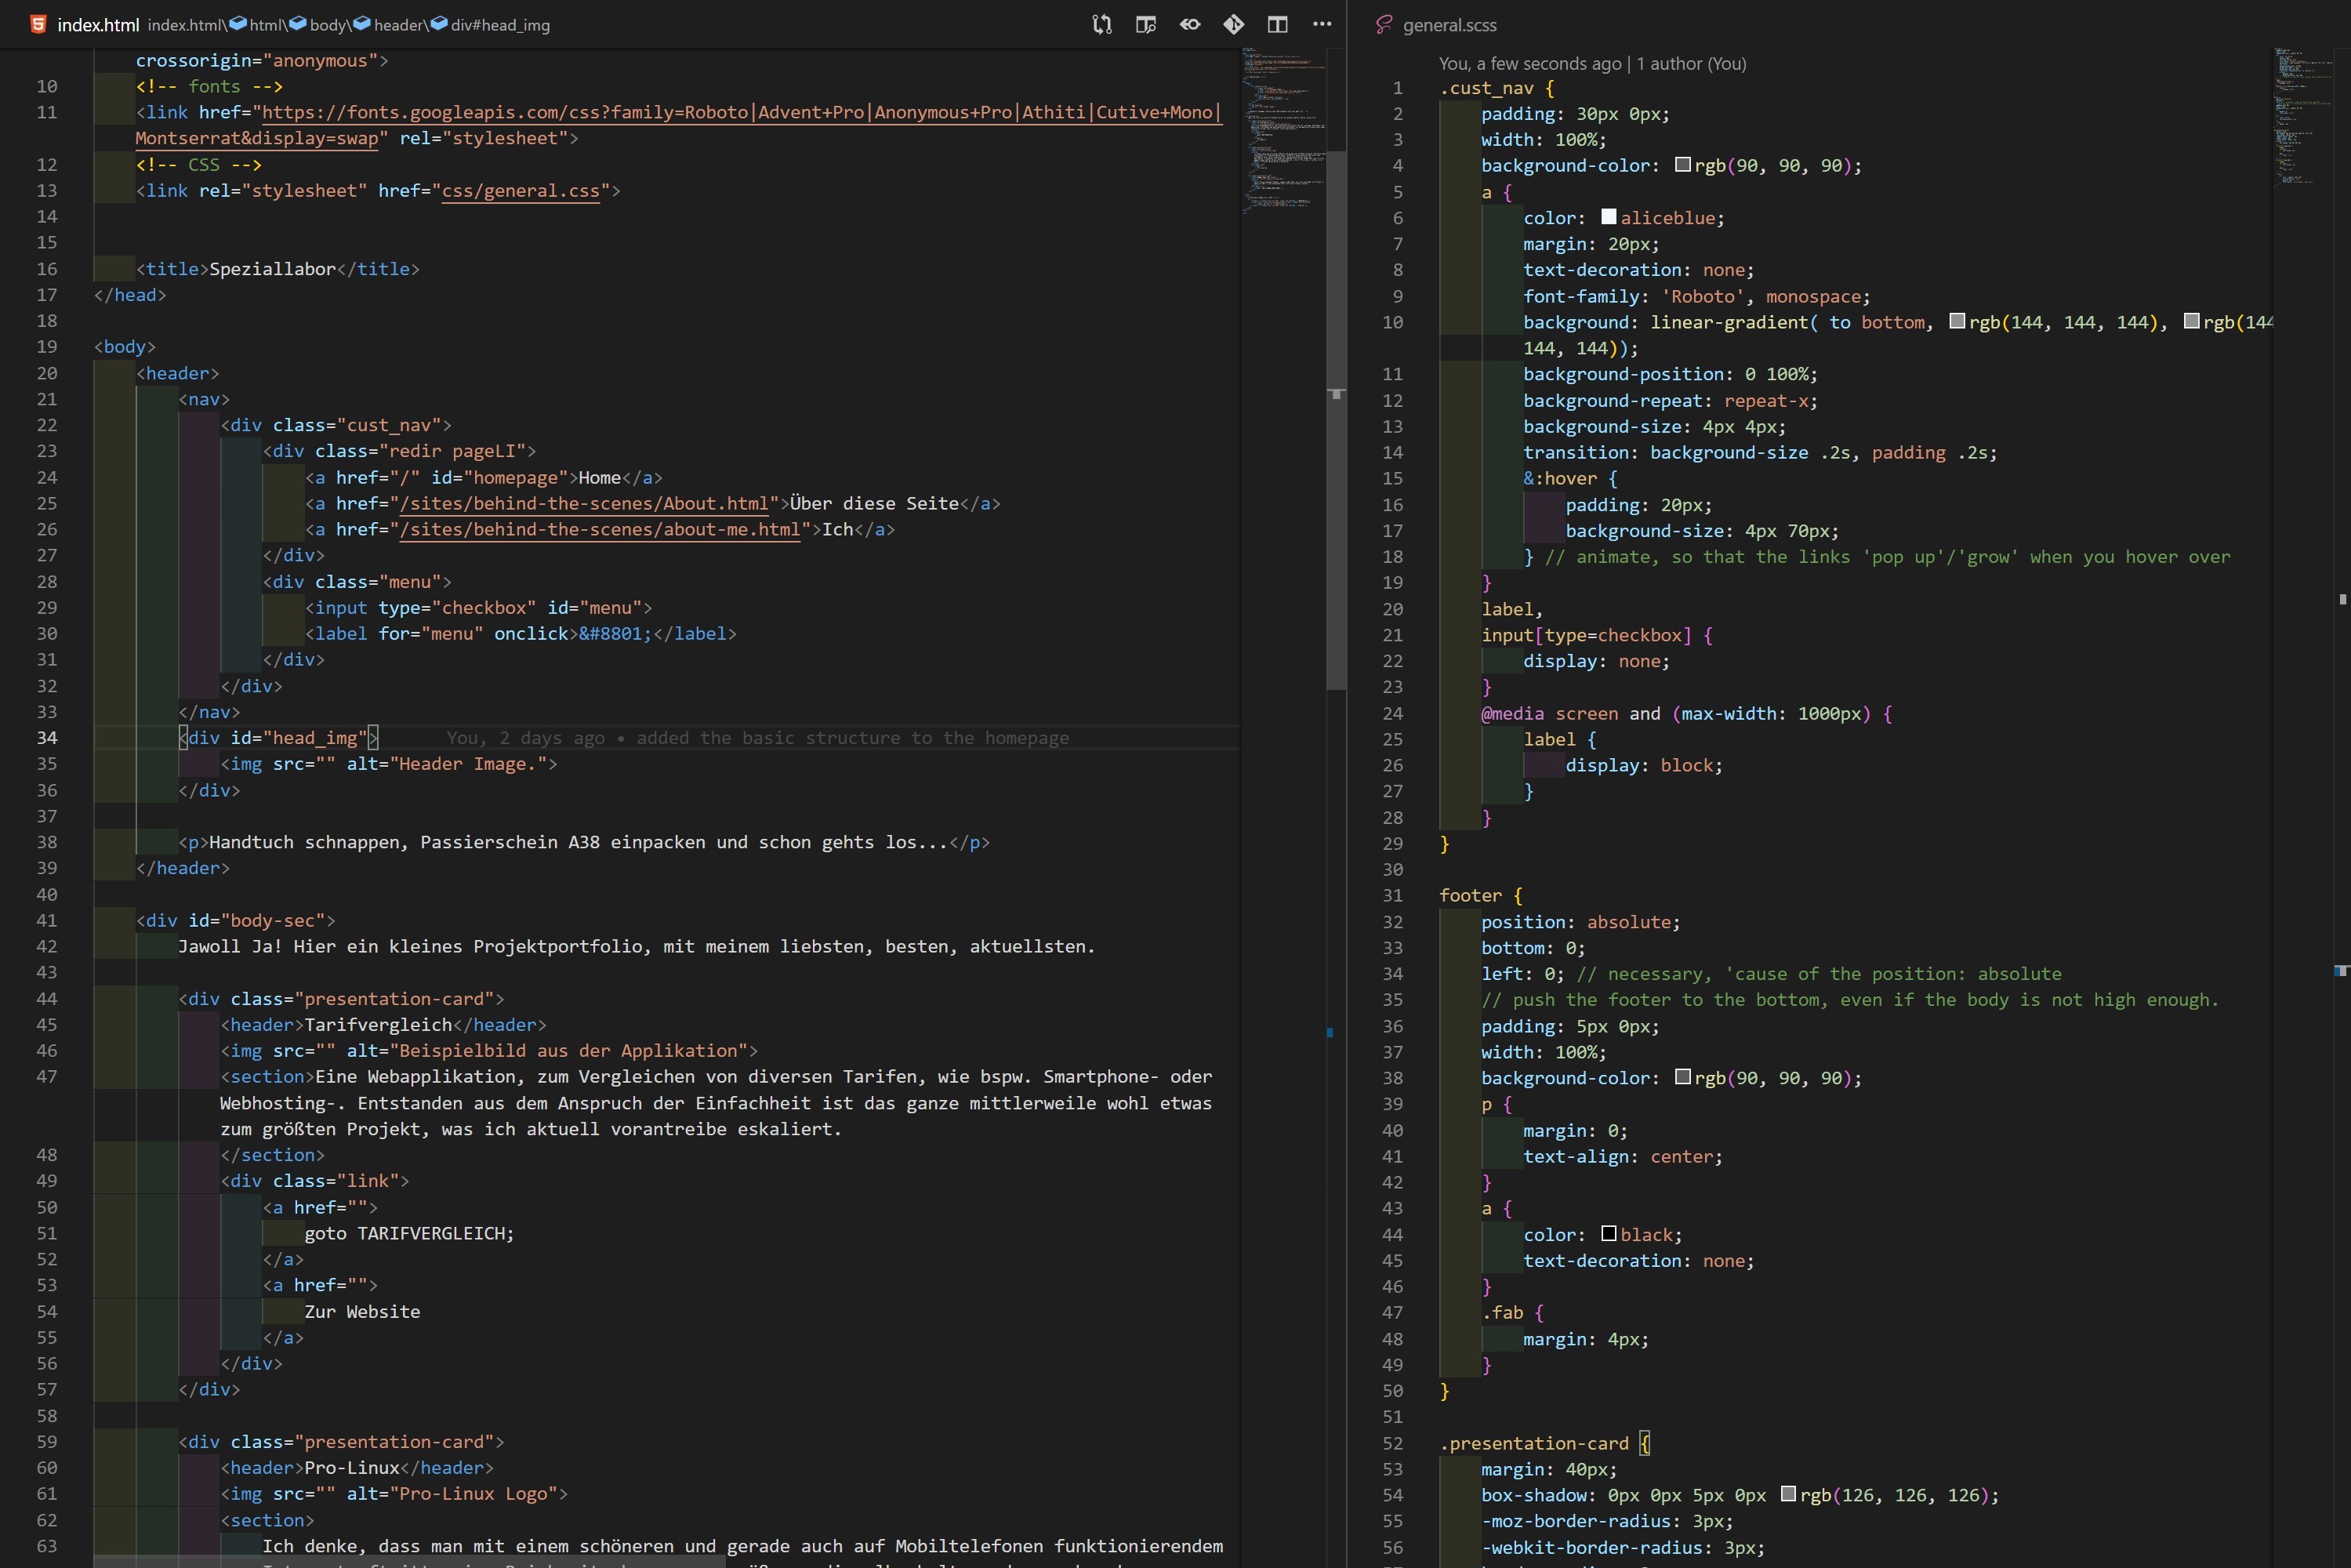 index.html index.html\html\body\header\div#head_img
crossorigin="anonymous">
10 <!-- fonts -->
11 <link href="https://fonts.googleapis.com/css?family=Roboto|Advent+Pro|Anonymous+Pro|Athiti|Cutive+Mono|
Montserrat&display=swap" rel="stylesheet">
12 <!-- CSS -->
13 <link rel="stylesheet" href="css/general.css">
14
15
16 <title>Speziallabor</title>
17 </head>
18
19 <body>
20 <header>
21 <nav>
22 <div class="cust_nav">
23 <div class="redir pageLI">
24 <a href="/" id="homepage">Home</a>
25 <a href="/sites/behind-the-scenes/About.html">Über diese Seite</a>
26 <a href="/sites/behind-the-scenes/about-me.html">Ich</a>
27 </div>
28 <div class="menu">
29 <input type="checkbox" id="menu">
30 <label for="menu" onclick>&#8801;</label>
31 </div>
32 </div>
33 </nav>
34 <div id="head_img"> You, 2 days ago • added the basic structure to the homepage
35 <img src="" alt="Header Image.">
36 </div>
37
38 <p>Handtuch schnappen, Passierschein A38 einpacken und schon gehts los...</p>
39 </header>
40
41 <div id="body-sec">
42 Jawoll Ja! Hier ein kleines Projektportfolio, mit meinem liebsten, besten, aktuellsten.
43
44 <div class="presentation-card">
45 <header>Tarifvergleich</header>
46 <img src="" alt="Beispielbild aus der Applikation">
47 <section>Eine Webapplikation, zum Vergleichen von diversen Tarifen, wie bspw. Smartphone- oder
Webhosting-. Entstanden aus dem Anspruch der Einfachheit ist das ganze mittlerweile wohl etwas
zum größten Projekt, was ich aktuell vorantreibe eskaliert.
48 </section>
49 <div class="link">
50 <a href="">
51 goto TARIFVERGLEICH;
52 </a>
53 <a href="">
54 Zur Website
55 </a>
56 </div>
57 </div>
58
59 <div class="presentation-card">
60 <header>Pro-Linux</header>
61 <img src="" alt="Pro-Linux Logo">
62 <section>
63 Ich denke, dass man mit einem schöneren und gerade auch auf Mobiltelefonen funktionierendem
general.scss
You, a few seconds ago | 1 author (You)
1 .cust_nav {
2 padding: 30px 0px;
3 width: 100%;
4 background-color: rgb(90, 90, 90);
5 a {
6 color: aliceblue;
7 margin: 20px;
8 text-decoration: none;
9 font-family: 'Roboto', monospace;
10 background: linear-gradient( to bottom, rgb(144, 144, 144), rgb(144
144, 144));
11 background-position: 0 100%;
12 background-repeat: repeat-x;
13 background-size: 4px 4px;
14 transition: background-size .2s, padding .2s;
15 &:hover {
16 padding: 20px;
17 background-size: 4px 70px;
18 } // animate, so that the links 'pop up'/'grow' when you hover over
19 }
20 label,
21 input[type=checkbox] {
22 display: none;
23 }
24 @media screen and (max-width: 1000px) {
25 label {
26 display: block;
27 }
28 }
29 }
30
31 footer {
32 position: absolute;
33 bottom: 0;
34 left: 0; // necessary, 'cause of the position: absolute
35 // push the footer to the bottom, even if the body is not high enough.
36 padding: 5px 0px;
37 width: 100%;
38 background-color: rgb(90, 90, 90);
39 p {
40 margin: 0;
41 text-align: center;
42 }
43 a {
44 color: black;
45 text-decoration: none;
46 }
47 .fab {
48 margin: 4px;
49 }
50 }
51
52 .presentation-card {
53 margin: 40px;
54 box-shadow: 0px 0px 5px 0px rgb(126, 126, 126);
55 -moz-border-radius: 3px;
56 -webkit-border-radius: 3px;